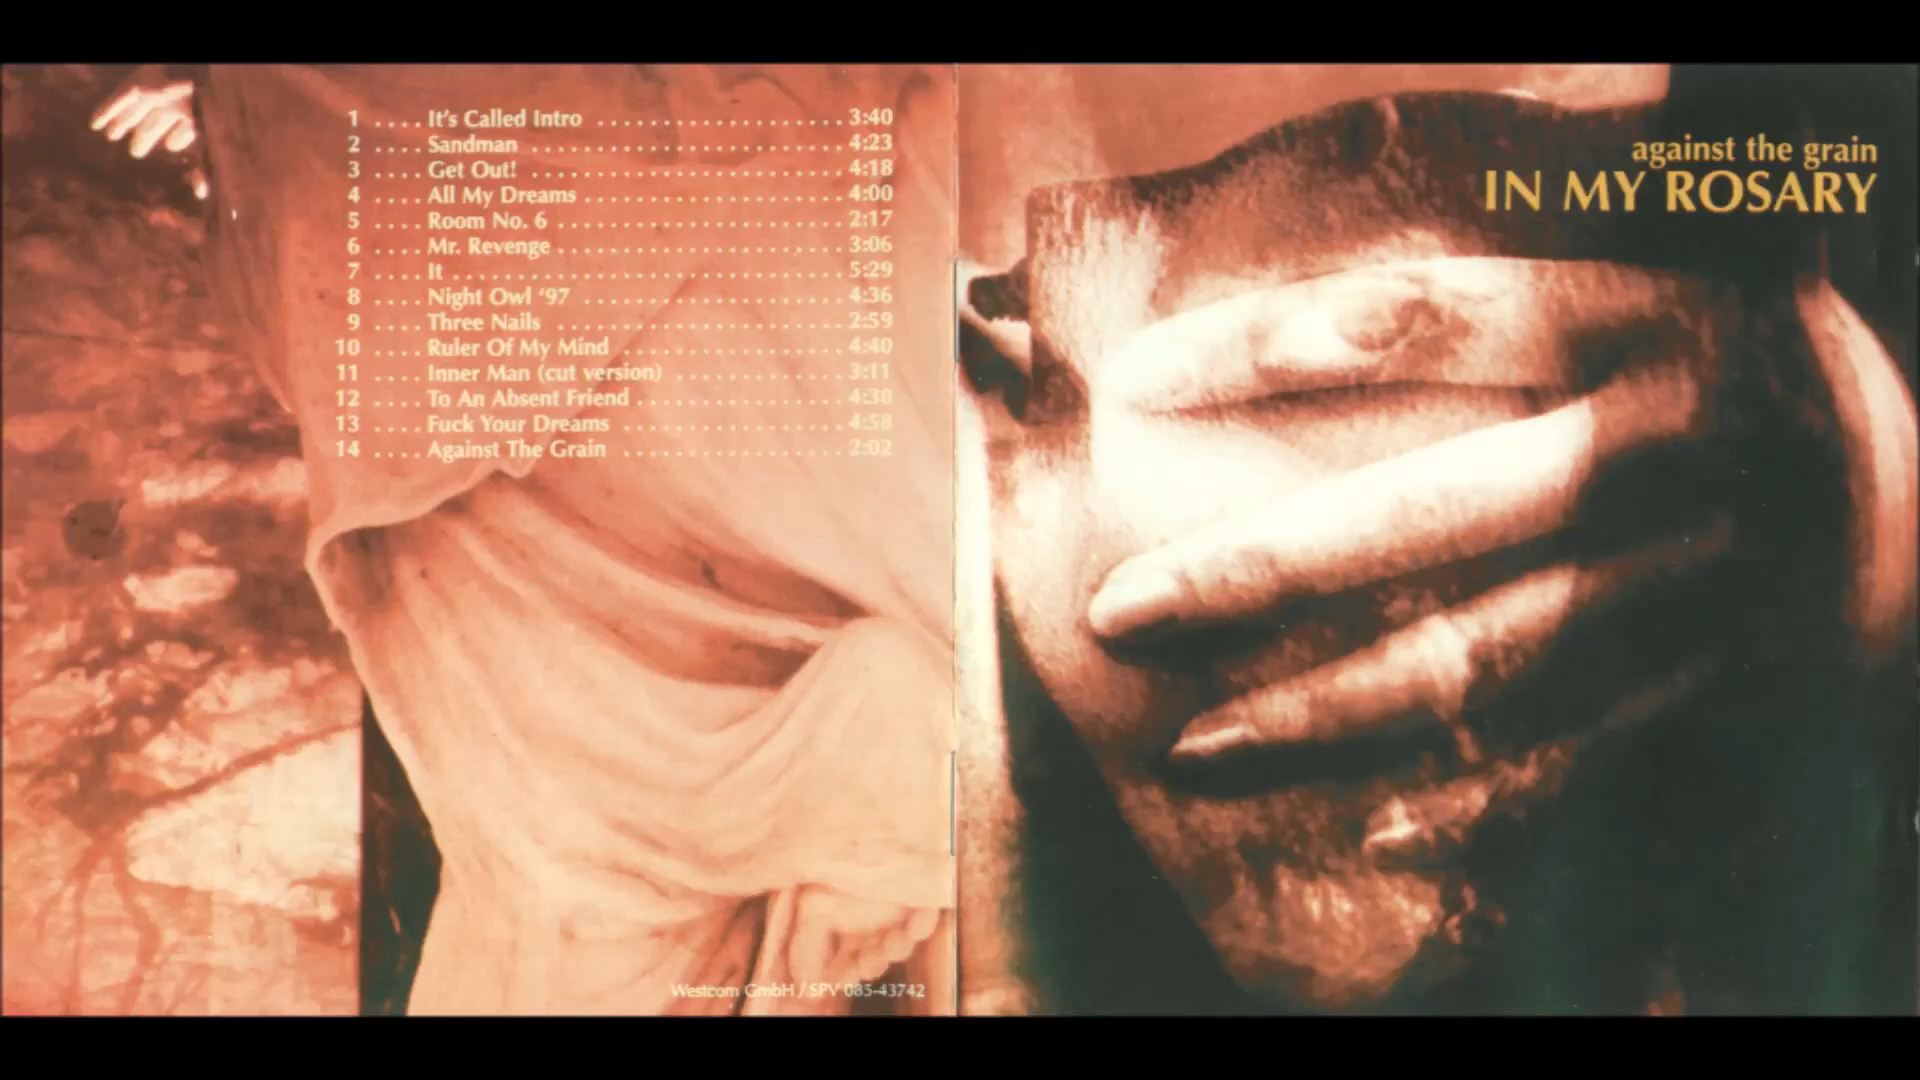 1 .... It's Called Intro ................... 3:40
2 .... Sandman ........................ 4:23
3 .... Get Out! ........................ 4:18
4 .... All My Dreams .................... 4:00
5 .... Room No. 6 ...................... 2:17
6 .... Mr. Revenge ...................... 3:06
7 .... It .............................. 5:29
8 .... Night Owl '97 .................... 4:36
9 .... Three Nails ...................... 2:59
10 .... Ruler Of My Mind ................. 4:40
11 .... Inner Man (cut version) ............. 3:11
12 .... To An Absent Friend ................ 4:30
13 .... Fuck Your Dreams .................. 4:58
14 .... Against The Grain ................. 2:02
Westcom GmbH / SPV 085-43742
against the grain
IN MY ROSARY